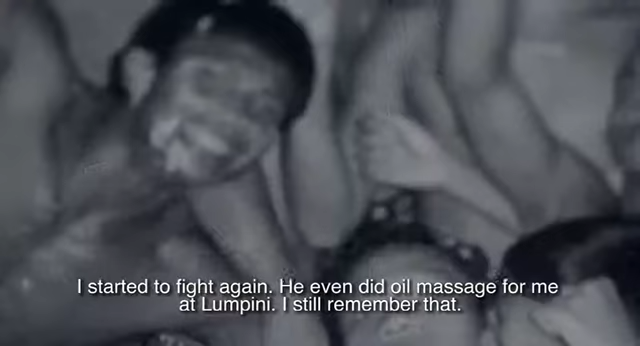 I started to fight again. He even did oil massage for me
at Lumpini. I still remember that.